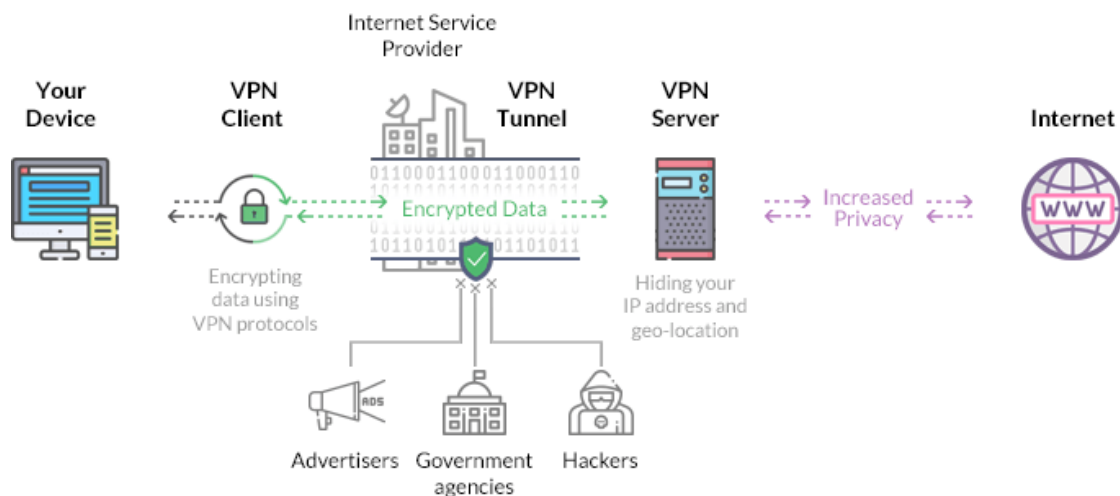 Internet Service
Provider
Your
Device
VPN
Client
VPN
Tunnel
VPN
Server
Internet
011000110001100011000110
Encrypted Data
WWW
Increased
Privacy
Encrypting
data using
VPN protocols
Hiding your
IP address and
geo-location
ADS
Advertisers
Government
agencies
Hackers